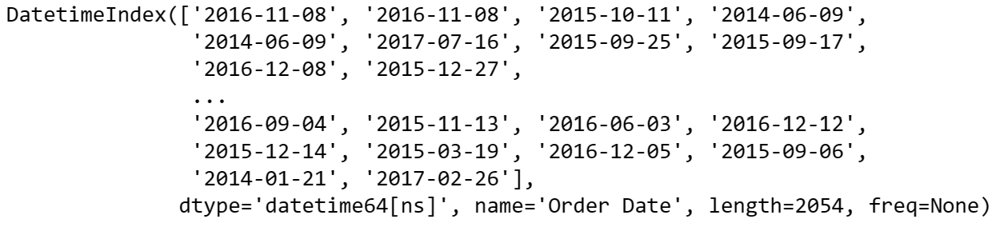 DatetimeIndex(['2016-11-08', '2016-11-08', '2015-10-11', '2014-06-09',
'2014-06-09', '2017-07-16', '2015-09-25', '2015-09-17',
'2016-12-08', '2015-12-27',
...
'2016-09-04', '2015-11-13', '2016-06-03', '2016-12-12',
'2015-12-14', '2015-03-19', '2016-12-05', '2015-09-06',
'2014-01-21', '2017-02-26'],
dtype='datetime64[ns]', name='Order Date', length=2054, freq=None)